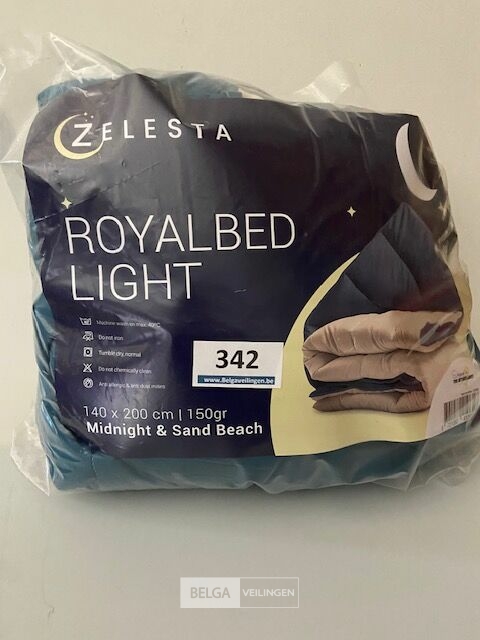 ZELESTA
ROYALBED
LIGHT
Machine wash on max. 40°C
Do not iron
Tumble dry, normal
Do not chemically clean
Anti allergic & anti dust mites
342
www.Belgaveilingen.be
140 x 200 cm | 150gr
Midnight & Sand Beach
BELGA VEILINGEN